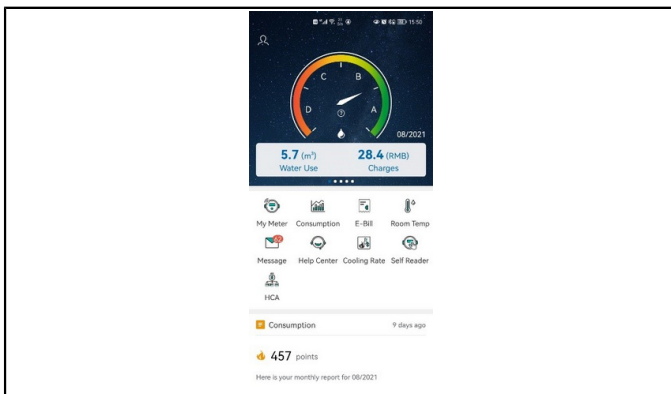 15:50
C
B
D
A
?
08/2021
5.7 (m³)
28.4 (RMB)
Water Use
Charges
My Meter Consumption E-Bill Room Temp
Message Help Center Cooling Rate Self Reader
HCA
Consumption
9 days ago
457 points
Here is your monthly report for 08/2021